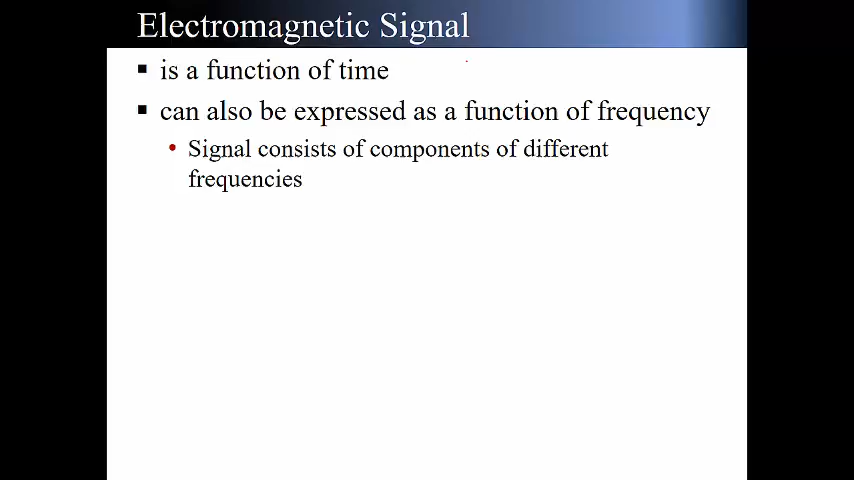 Electromagnetic Signal
▪ is a function of time
▪ can also be expressed as a function of frequency
• Signal consists of components of different
frequencies